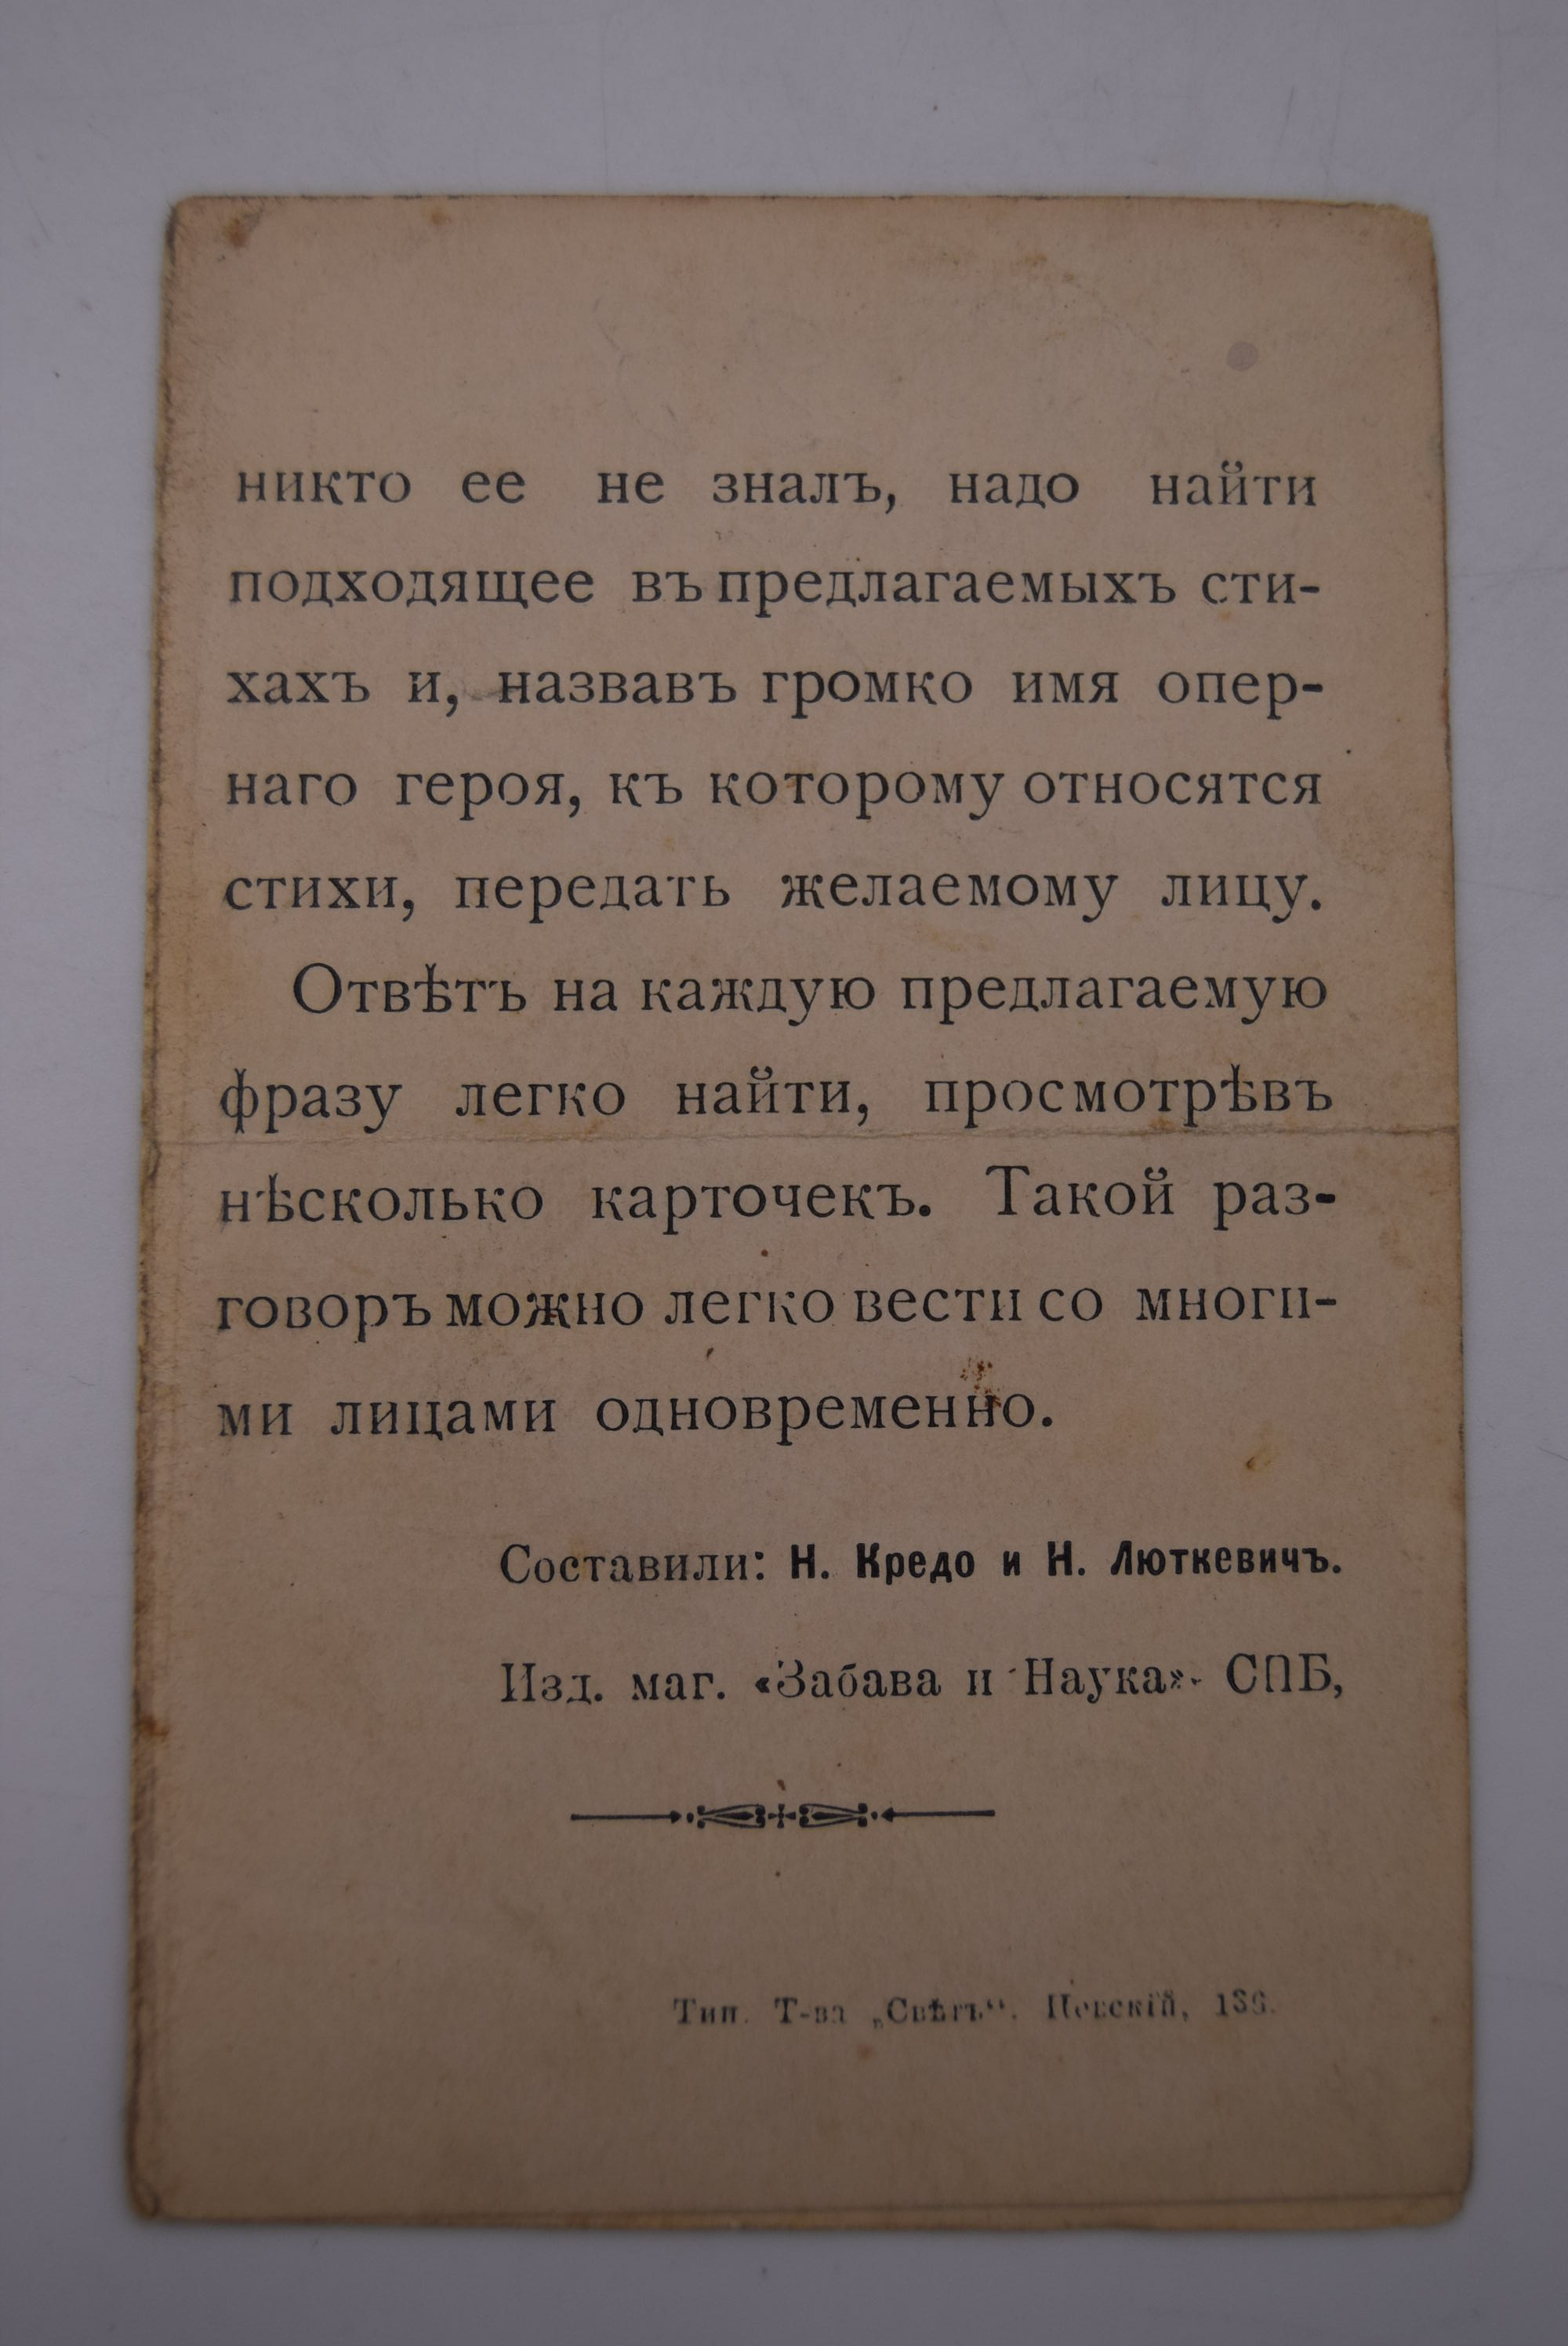 никто ее не зналъ, надо найти
подходящее въ предлагаемыхъ сти-
хахъ и, назвавъ громко имя опер-
наго героя, къ которому относятся
стихи, передать желаемому лицу.
Отвѣтъ на каждую предлагаемую
фразу легко найти, просмотрѣвъ
нѣсколько карточекъ. Такой раз-
говоръ можно легко вести со многи-
ми лицами одновременно.
Составили: Н. Кредо и Н. Люткевичъ.
Изд. маг. «Забава и Наука» СПБ,
Тип. Т-ва „Свѣтъ“. Невскій,